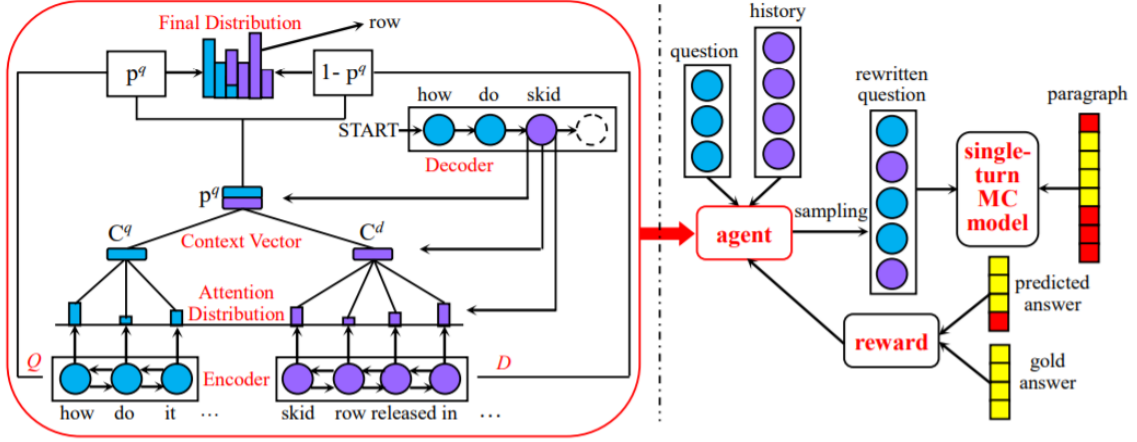 Final Distribution
row
p^q
1- p^q
how do skid
START
Decoder
p^q
C^q
C^d
Context Vector
Attention
Distribution
Q
Encoder
D
how do it ...
skid row released in ...
history
question
rewritten
question
paragraph
single-
turn
MC
model
sampling
agent
predicted
answer
reward
gold
answer